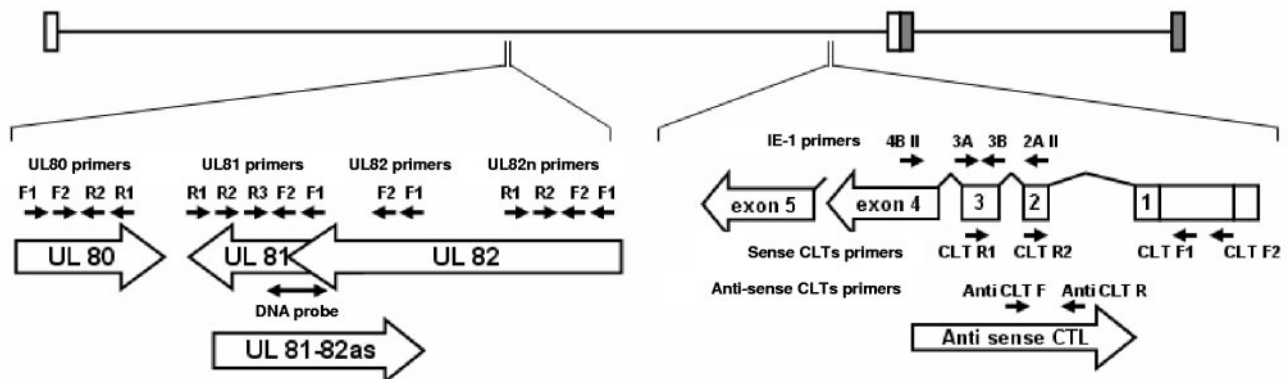 UL80 primers
F1 F2 R2 R1
UL 80
UL81 primers
R1 R2 R3 F2 F1
UL 81
UL82 primers
F2 F1
UL82n primers
R1 R2 F2 F1
UL 82
DNA probe
UL 81-82as
IE-1 primers
4B II 3A 3B 2A II
exon 5 exon 4 3 2 1
Sense CLTs primers
CLT R1 CLT R2 CLT F1 CLT F2
Anti-sense CLTs primers
Anti CLT F Anti CLT R
Anti sense CTL